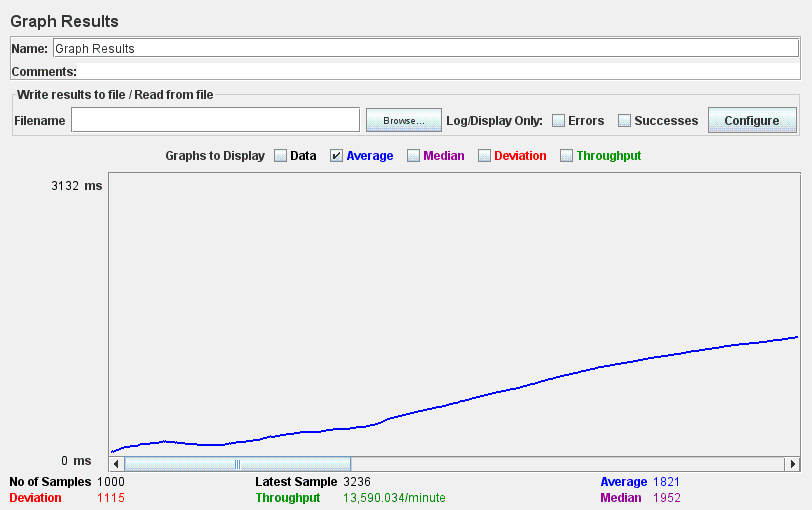 Graph Results
Name: Graph Results
Comments:
Write results to file / Read from file
Filename Browse... Log/Display Only: Errors Successes Configure
Graphs to Display Data Average Median Deviation Throughput
3132 ms
0 ms
No of Samples 1000 Latest Sample 3236 Average 1821
Deviation 1115 Throughput 13,590.034/minute Median 1952